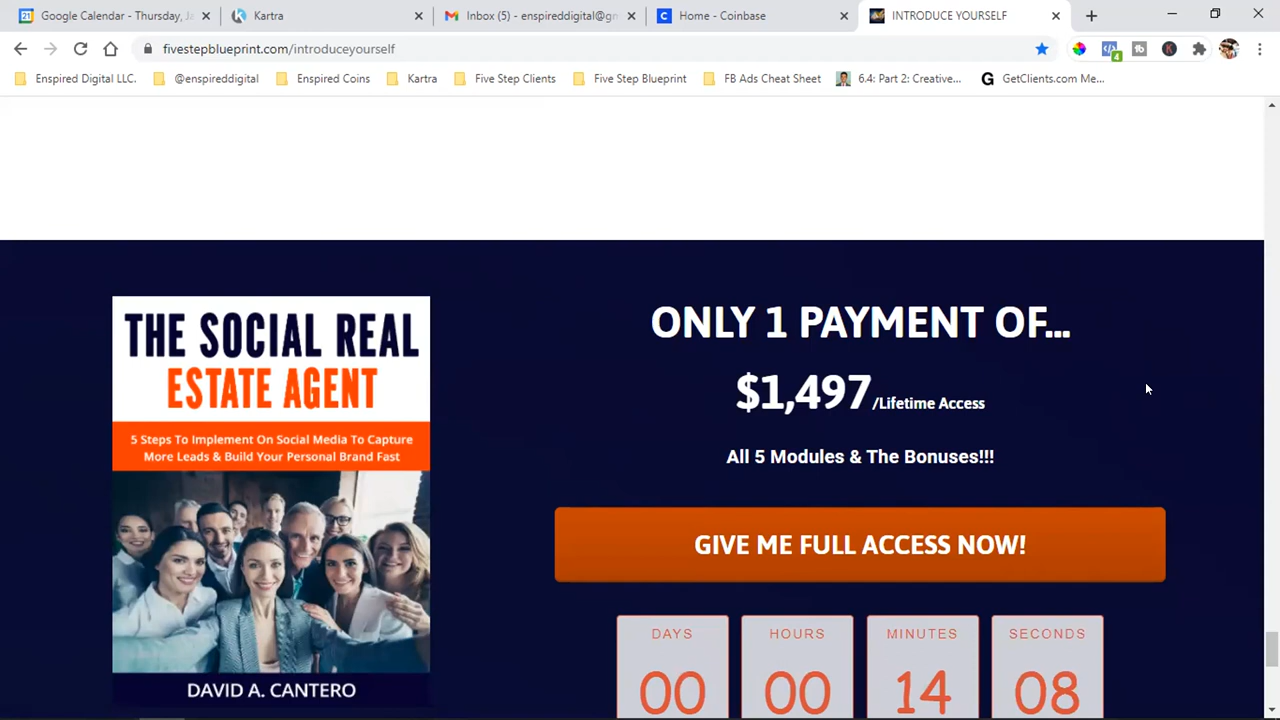 Google Calendar - Thursday, Ja
Kartra
Inbox (5) - enspireddigital@gm
Home - Coinbase
INTRODUCE YOURSELF
fivestepblueprint.com/introduceyourself
Enspired Digital LLC.
@enspireddigital
Enspired Coins
Kartra
Five Step Clients
Five Step Blueprint
FB Ads Cheat Sheet
6.4: Part 2: Creative...
GetClients.com Me...
THE SOCIAL REAL
ESTATE AGENT
5 Steps To Implement On Social Media To Capture
More Leads & Build Your Personal Brand Fast
DAVID A. CANTERO
ONLY 1 PAYMENT OF...
$1,497 /Lifetime Access
All 5 Modules & The Bonuses!!!
GIVE ME FULL ACCESS NOW!
DAYS HOURS MINUTES SECONDS
00 00 14 08